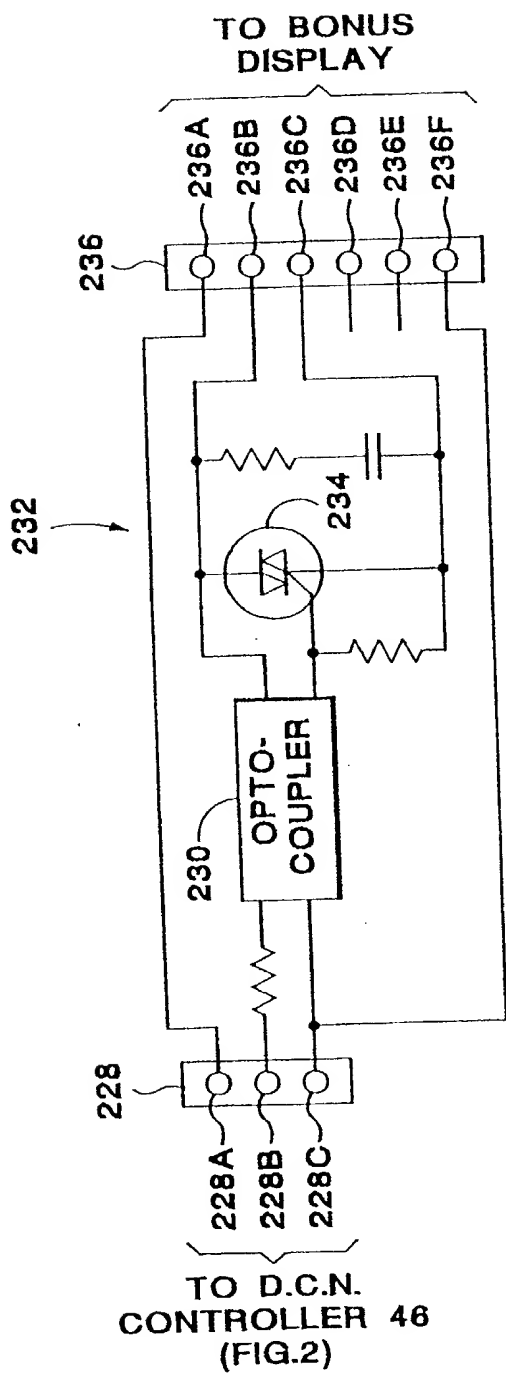 TO BONUS
DISPLAY
236
236A
236B
236C
236D
236E
236F
232
234
230
OPTO-
COUPLER
228
228A
228B
228C
TO D.C.N.
CONTROLLER 46
(FIG.2)